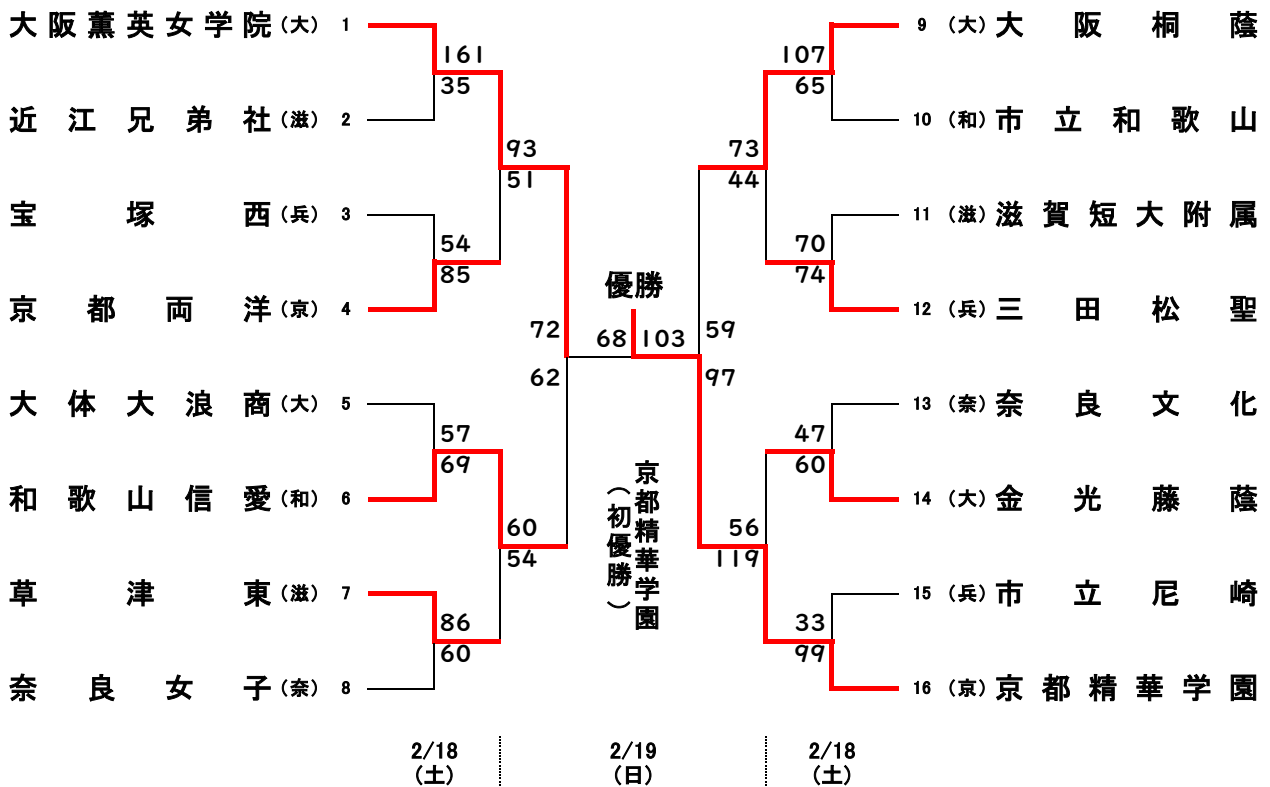 大阪薫英女学院 (大) 1
161
35
近江兄弟社 (滋) 2
93
51
宝塚西 (兵) 3
54
85
京都両洋 (京) 4
72
62
大体大浪商 (大) 5
57
69
和歌山信愛 (和) 6
60
54
草津東 (滋) 7
86
60
奈良女子 (奈) 8
優勝
68 103
京都精華学園
(初優勝)
9 (大) 大阪桐蔭
107
65
10 (和) 市立和歌山
73
44
11 (滋) 滋賀短大附属
70
74
12 (兵) 三田松聖
59
97
13 (奈) 奈良文化
47
60
14 (大) 金光藤蔭
56
119
15 (兵) 市立尼崎
33
99
16 (京) 京都精華学園
2/18
(土)
2/19
(日)
2/18
(土)